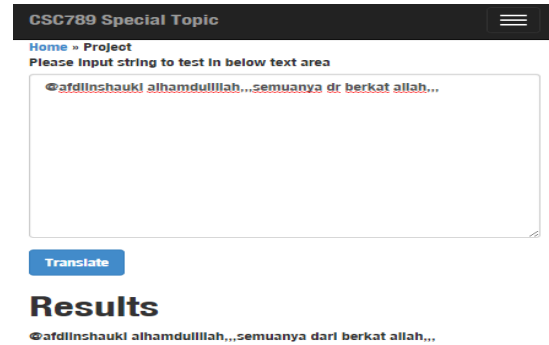 CSC789 Special Topic
Home » Project
Please input string to test in below text area
@afdlinshauki alhamdulillah,,,semuanya dr berkat allah,,,
Translate
Results
@afdlinshauki alhamdulillah,,,semuanya dari berkat allah,,,